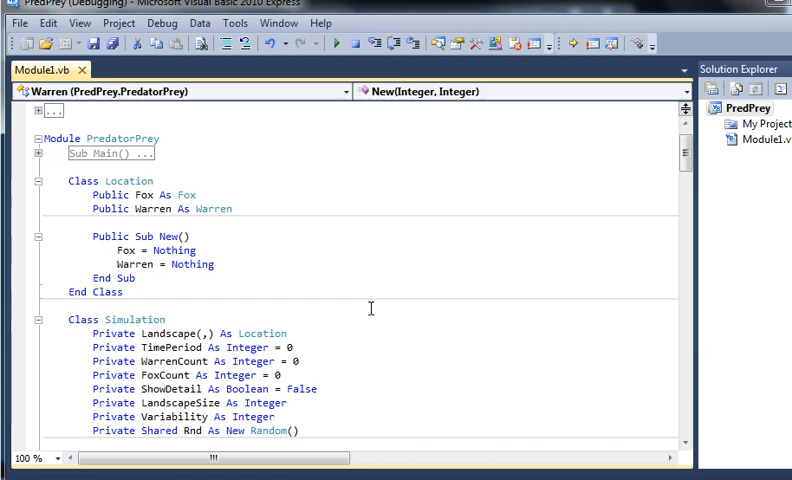 PredPrey (Debugging) - Microsoft Visual Basic 2010 Express
File Edit View Project Debug Data Tools Window Help
Module1.vb
Solution Explorer
Warren (PredPrey.PredatorPrey) New(Integer, Integer)
PredPrey
My Project
Module1.v
...
Module PredatorPrey
Sub Main() ...
Class Location
Public Fox As Fox
Public Warren As Warren
Public Sub New()
Fox = Nothing
Warren = Nothing
End Sub
End Class
Class Simulation
Private Landscape(,) As Location
Private TimePeriod As Integer = 0
Private WarrenCount As Integer = 0
Private FoxCount As Integer = 0
Private ShowDetail As Boolean = False
Private LandscapeSize As Integer
Private Variability As Integer
Private Shared Rnd As New Random()
100 %